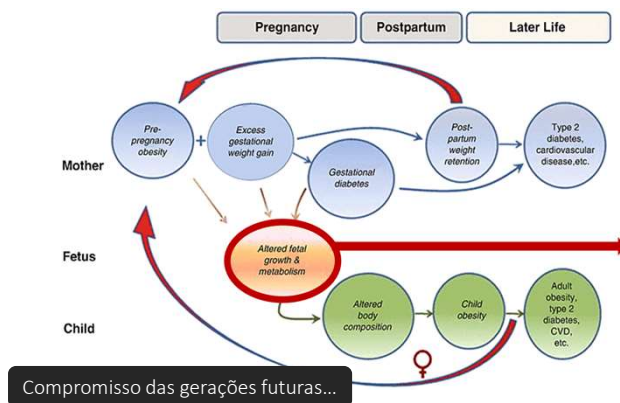 Pregnancy
Postpartum
Later Life
Mother
Pre-
pregnancy
obesity
+
Excess
gestational
weight gain
Gestational
diabetes
Post-
partum
weight
retention
Type 2
diabetes,
cardiovascular
disease,etc.
Fetus
Altered fetal
growth &
metabolism
Child
Altered
body
composition
Child
obesity
Adult
obesity,
type 2
diabetes,
CVD,
etc.
♀
Compromisso das gerações futuras...